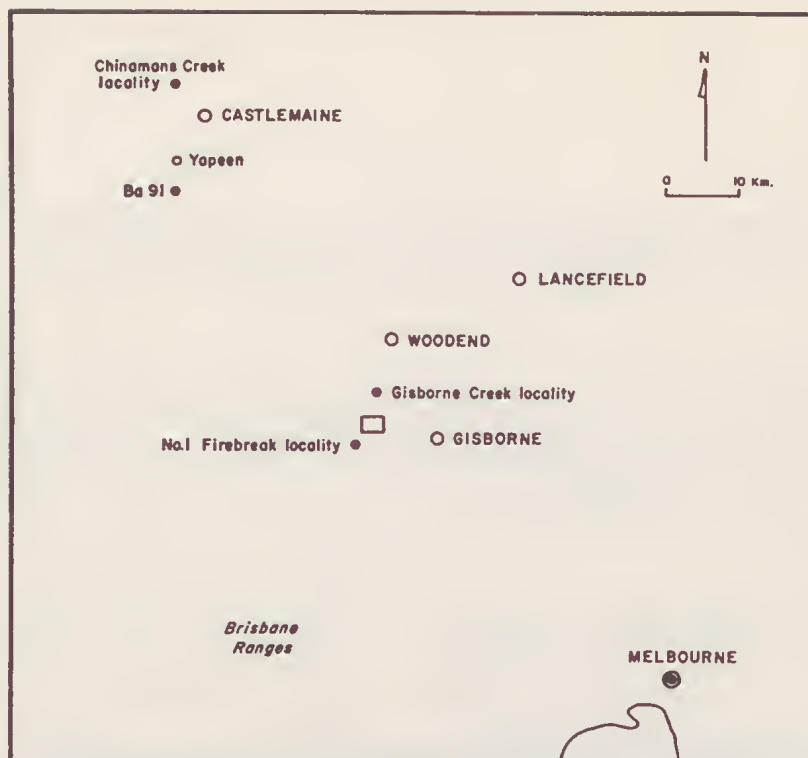 Chinamans Creek
locality
N
CASTLEMAINE
Yapeen
0 10 Km.
Ba 91
LANCEFIELD
WOODEND
Gisborne Creek locality
No.1 Firebreak locality
GISBORNE
Brisbane
Ranges
MELBOURNE